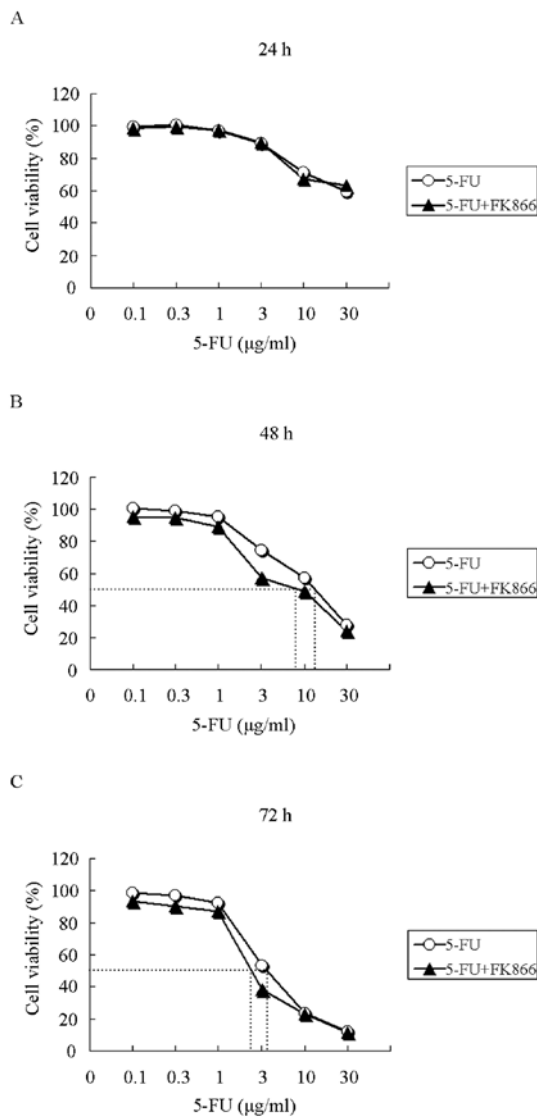 A
24 h
120
100
80
60
40
20
0
Cell viability (%)
0 0.1 0.3 1 3 10 30
5-FU (μg/ml)
5-FU
5-FU+FK866
B
48 h
120
100
80
60
40
20
0
Cell viability (%)
0 0.1 0.3 1 3 10 30
5-FU (μg/ml)
5-FU
5-FU+FK866
C
72 h
120
100
80
60
40
20
0
Cell viability (%)
0 0.1 0.3 1 3 10 30
5-FU (μg/ml)
5-FU
5-FU+FK866